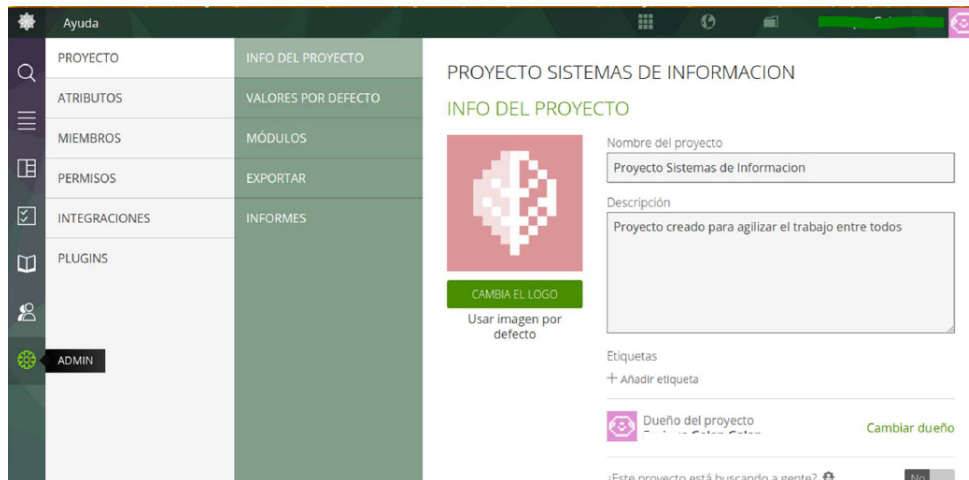 Ayuda
PROYECTO
ATRIBUTOS
MIEMBROS
PERMISOS
INTEGRACIONES
PLUGINS
ADMIN
INFO DEL PROYECTO
VALORES POR DEFECTO
MÓDULOS
EXPORTAR
INFORMES
PROYECTO SISTEMAS DE INFORMACION
INFO DEL PROYECTO
CAMBIA EL LOGO
Usar imagen por
defecto
Nombre del proyecto
Proyecto Sistemas de Informacion
Descripción
Proyecto creado para agilizar el trabajo entre todos
Etiquetas
+ Añadir etiqueta
Dueño del proyecto
Cambiar dueño
¿Este proyecto está buscando a gente?
No